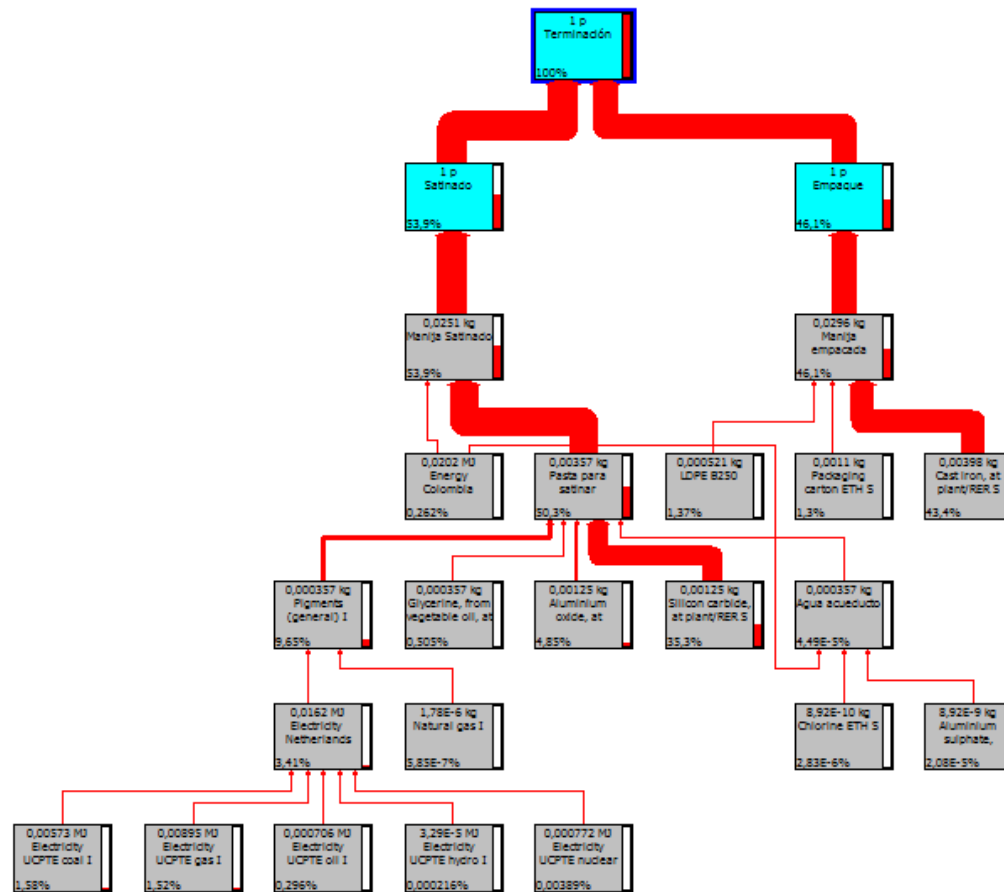 1 p
Terminación
100%
1 p
Satinado
53,9%
1 p
Empaque
46,1%
0,0251 kg
Manija Satinado
53,9%
0,0296 kg
Manija
empacada
46,1%
0,0202 MJ
Energy
Colombia
0,262%
0,00357 kg
Pasta para
satinar
50,3%
0,000521 kg
LDPE B250
1,37%
0,0011 kg
Packaging
carton ETH S
1,3%
0,00398 kg
Cast iron, at
plant/RER S
43,4%
0,000357 kg
Pigments
(general) I
9,65%
0,000357 kg
Glycerine, from
vegetable oil, at
0,505%
0,00125 kg
Aluminium
oxide, at
4,85%
0,00125 kg
Silicon carbide,
at plant/RER S
35,3%
0,000357 kg
Agua acueducto
4,49E-5%
0,0162 MJ
Electricity
Netherlands
3,41%
1,78E-6 kg
Natural gas I
5,85E-7%
8,92E-10 kg
Chlorine ETH S
2,83E-6%
8,92E-9 kg
Aluminium
sulphate,
2,08E-5%
0,00573 MJ
Electricity
UCPTE coal I
1,58%
0,00895 MJ
Electricity
UCPTE gas I
1,52%
0,000706 MJ
Electricity
UCPTE oil I
0,296%
3,29E-5 MJ
Electricity
UCPTE hydro I
0,000216%
0,000772 MJ
Electricity
UCPTE nuclear
0,00389%